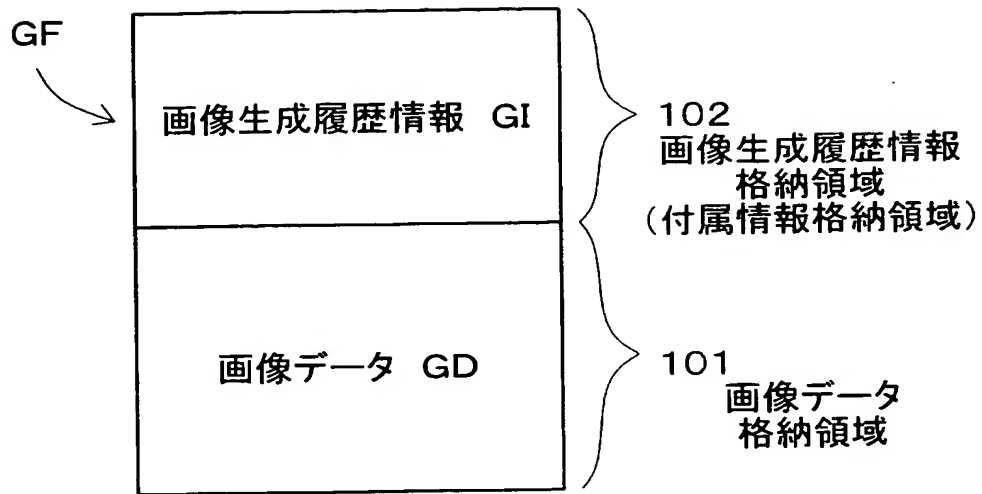 GF
画像生成履歴情報 GI
102
画像生成履歴情報
格納領域
(付属情報格納領域)
画像データ GD
101
画像データ
格納領域